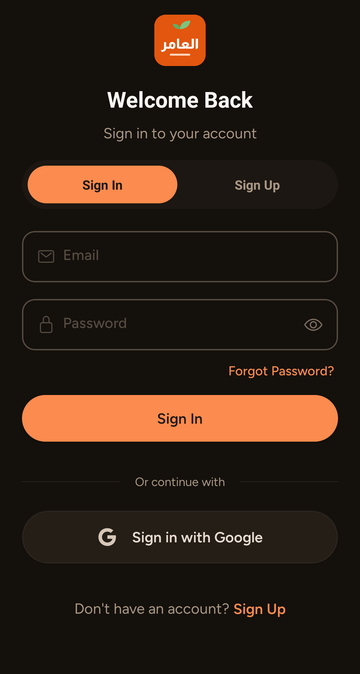 العامر
Welcome Back
Sign in to your account
Sign In
Sign Up
Email
Password
Forgot Password?
Sign In
Or continue with
G Sign in with Google
Don't have an account? Sign Up